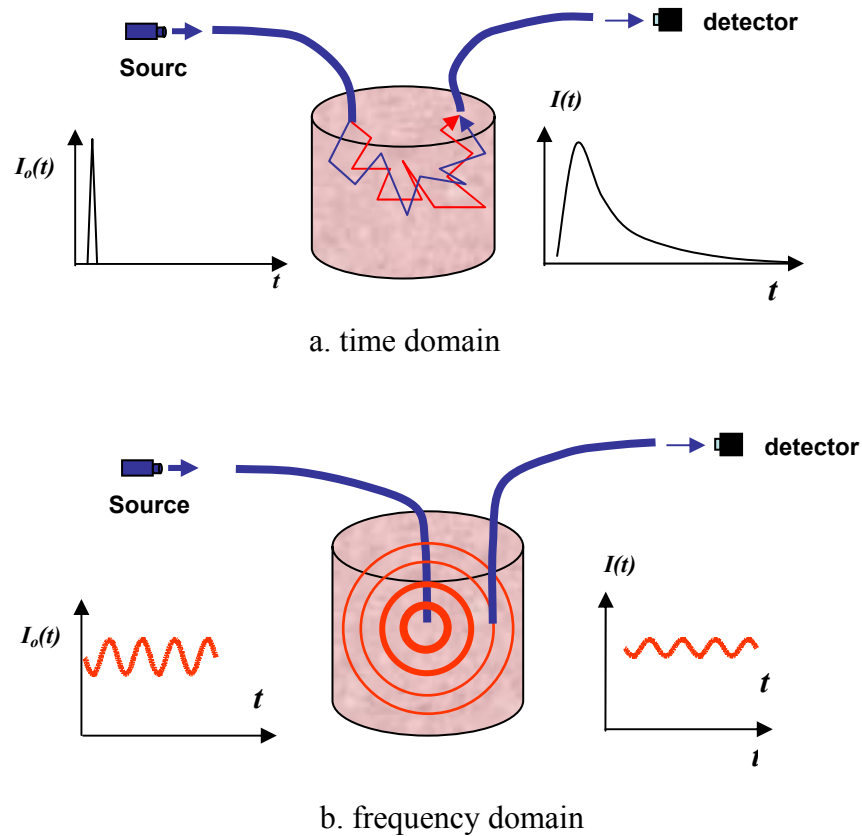 detector
Sourc
I(t)
Iₒ(t)
t
t
a. time domain
detector
Source
I(t)
Iₒ(t)
t
t
t
b. frequency domain